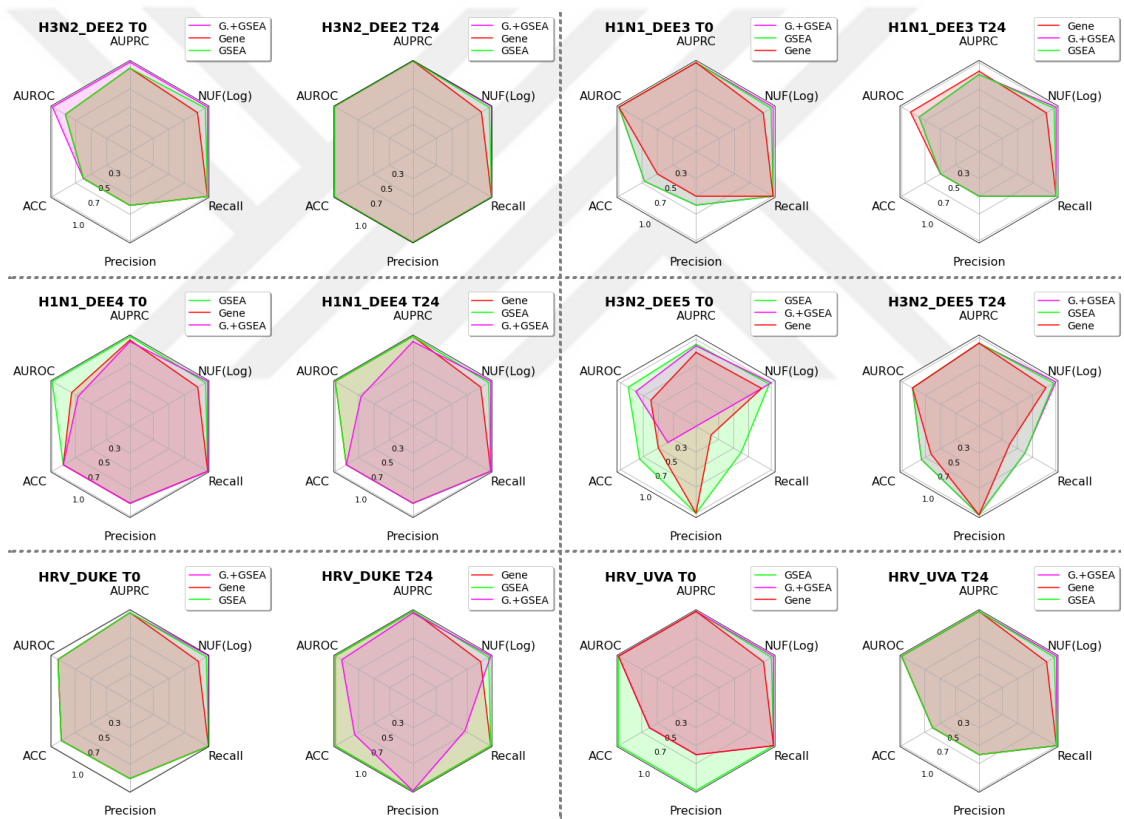 H3N2_DEE2 T0
AUPRC
G.+GSEA
Gene
GSEA
AUROC
NUF(Log)
0.3
0.5
0.7
1.0
ACC
Recall
Precision
H3N2_DEE2 T24
AUPRC
G.+GSEA
Gene
GSEA
AUROC
NUF(Log)
0.3
0.5
0.7
1.0
ACC
Recall
Precision
H1N1_DEE3 T0
AUPRC
G.+GSEA
GSEA
Gene
AUROC
NUF(Log)
0.3
0.5
0.7
1.0
ACC
Recall
Precision
H1N1_DEE3 T24
AUPRC
Gene
G.+GSEA
GSEA
AUROC
NUF(Log)
0.3
0.5
0.7
1.0
ACC
Recall
Precision
H1N1_DEE4 T0
AUPRC
GSEA
Gene
G.+GSEA
AUROC
NUF(Log)
0.3
0.5
0.7
1.0
ACC
Recall
Precision
H1N1_DEE4 T24
AUPRC
Gene
GSEA
G.+GSEA
AUROC
NUF(Log)
0.3
0.5
0.7
1.0
ACC
Recall
Precision
H3N2_DEE5 T0
AUPRC
GSEA
G.+GSEA
Gene
AUROC
NUF(Log)
0.3
0.5
0.7
1.0
ACC
Recall
Precision
H3N2_DEE5 T24
AUPRC
G.+GSEA
GSEA
Gene
AUROC
NUF(Log)
0.3
0.5
0.7
1.0
ACC
Recall
Precision
HRV_DUKE T0
AUPRC
G.+GSEA
Gene
GSEA
AUROC
NUF(Log)
0.3
0.5
0.7
1.0
ACC
Recall
Precision
HRV_DUKE T24
AUPRC
Gene
GSEA
G.+GSEA
AUROC
NUF(Log)
0.3
0.5
0.7
1.0
ACC
Recall
Precision
HRV_UVA T0
AUPRC
GSEA
G.+GSEA
Gene
AUROC
NUF(Log)
0.3
0.5
0.7
1.0
ACC
Recall
Precision
HRV_UVA T24
AUPRC
G.+GSEA
Gene
GSEA
AUROC
NUF(Log)
0.3
0.5
0.7
1.0
ACC
Recall
Precision